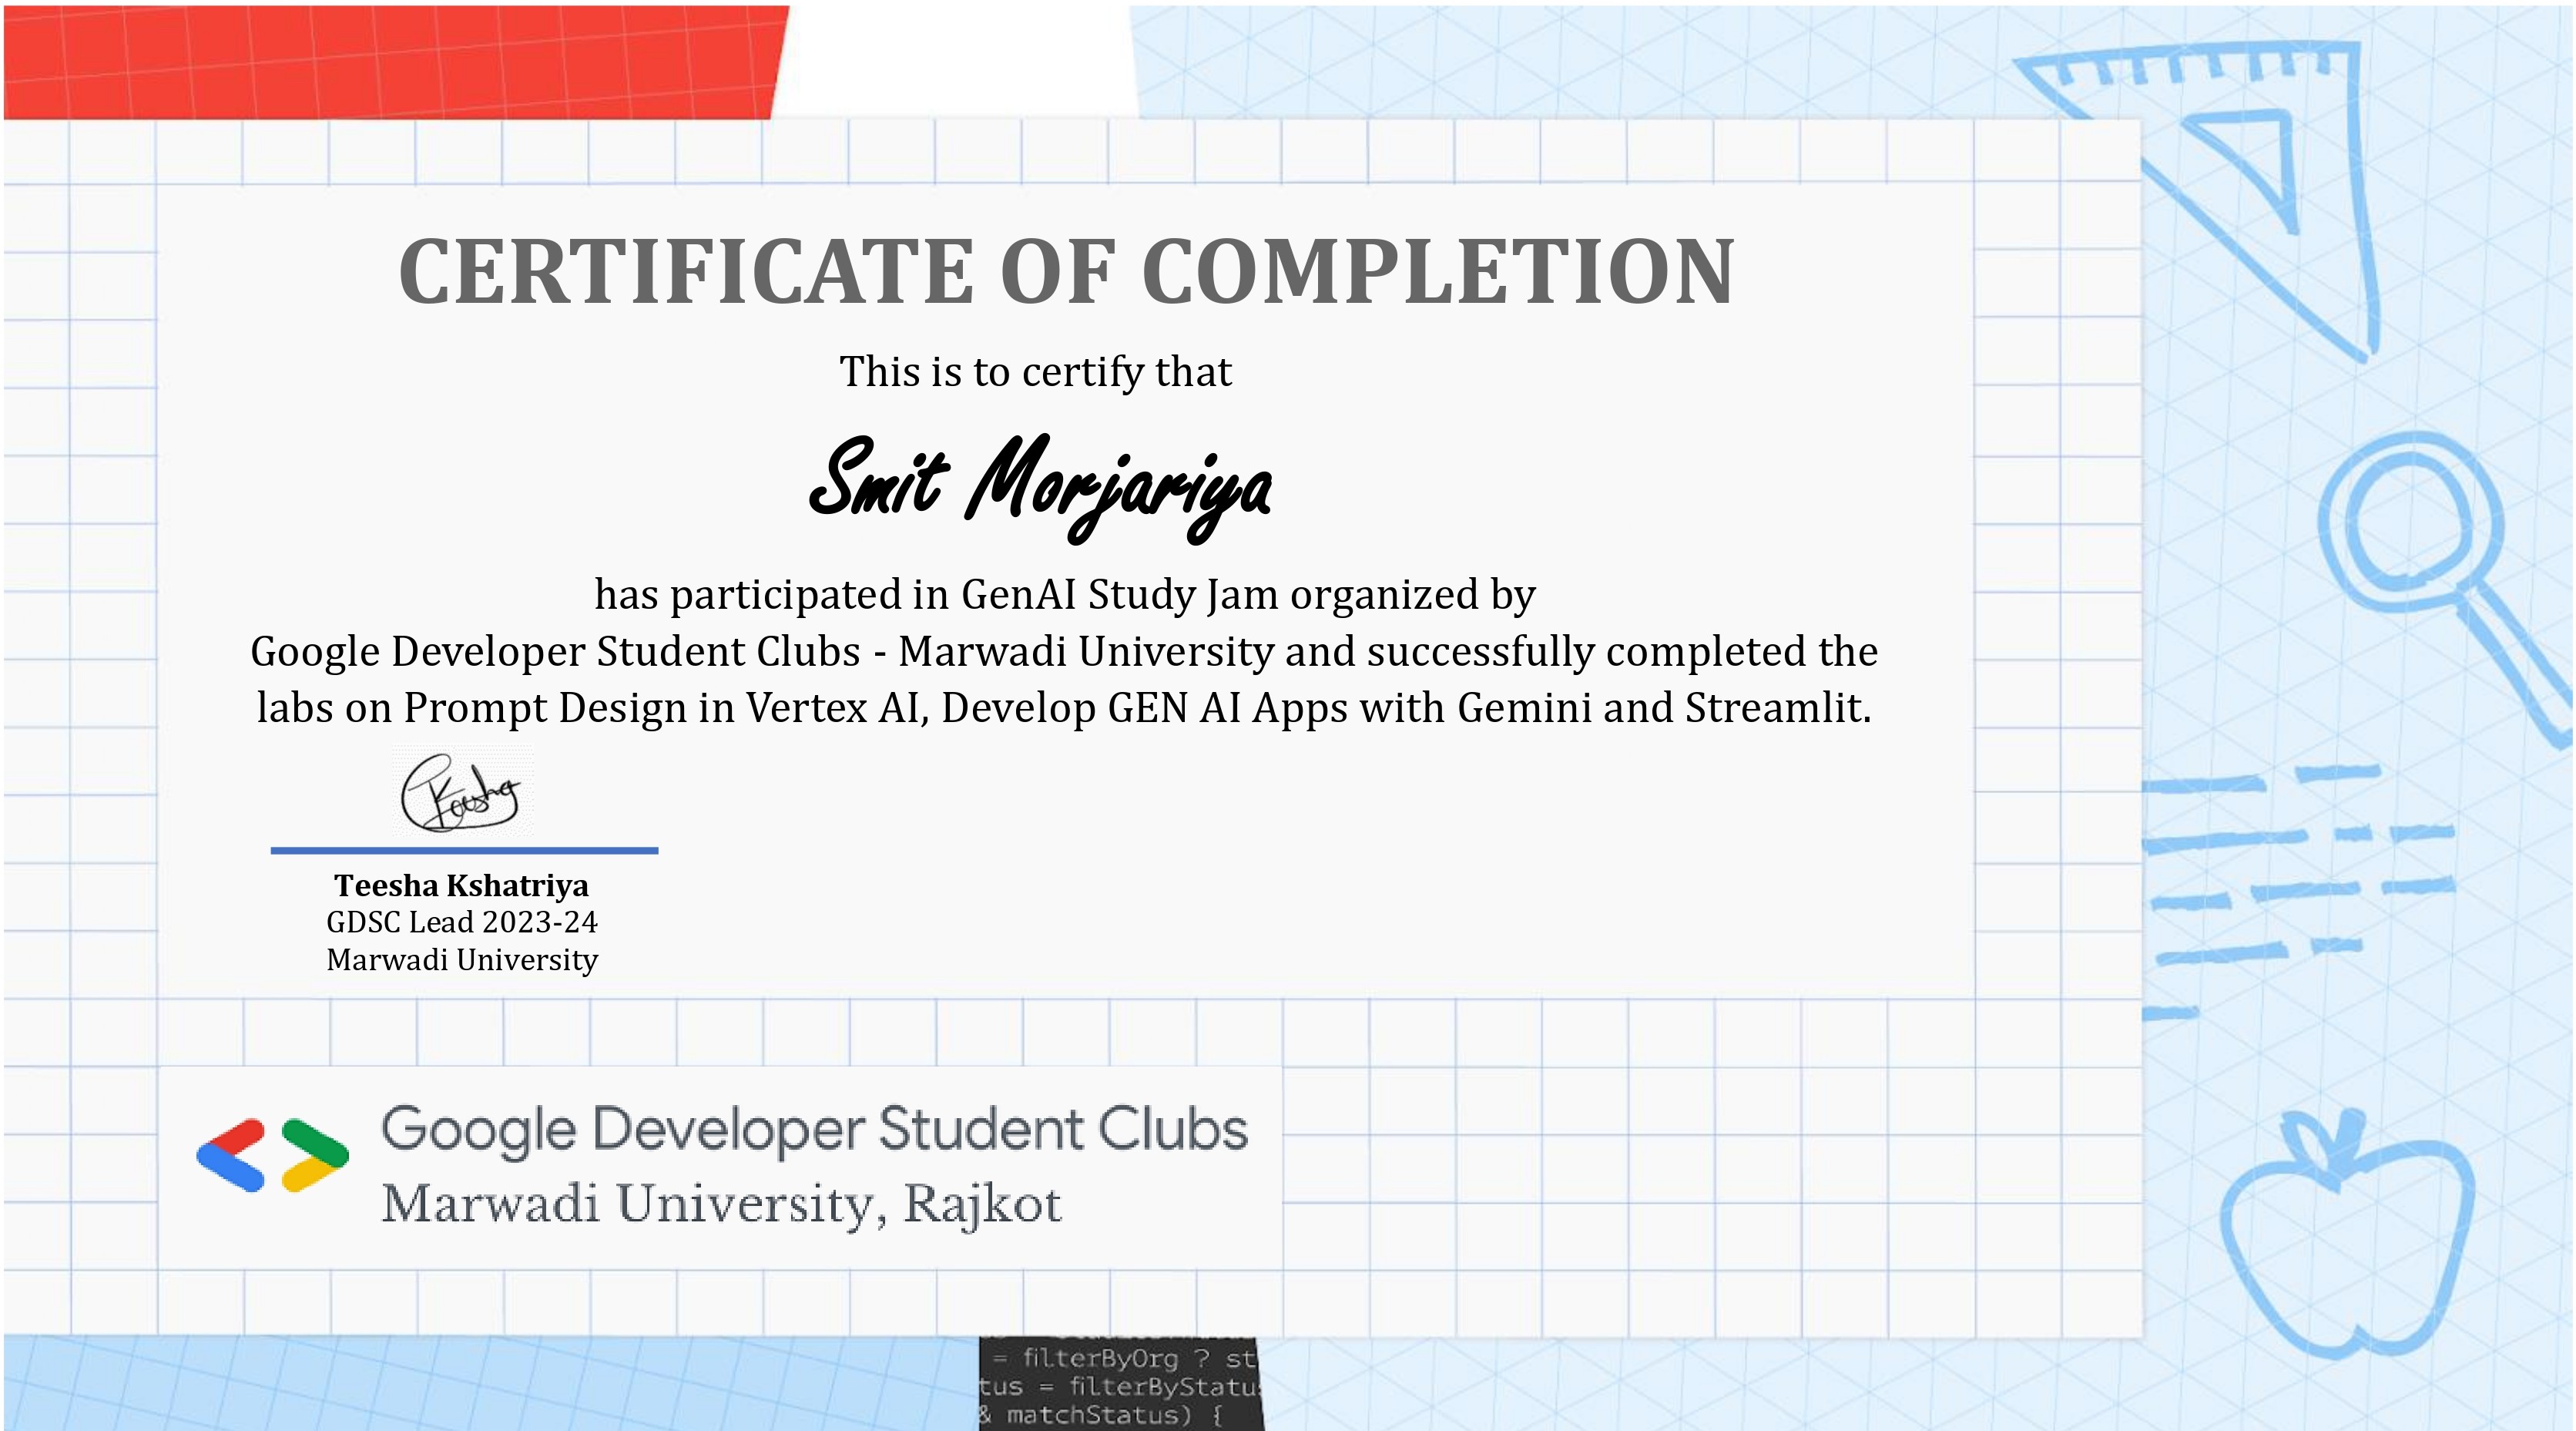 CERTIFICATE OF COMPLETION
This is to certify that
Smit Morjariya
has participated in GenAI Study Jam organized by
Google Developer Student Clubs - Marwadi University and successfully completed the
labs on Prompt Design in Vertex AI, Develop GEN AI Apps with Gemini and Streamlit.
Teesha Kshatriya
GDSC Lead 2023-24
Marwadi University
Google Developer Student Clubs
Marwadi University, Rajkot
= filterByOrg ? st
tus = filterByStatu
& matchStatus) {